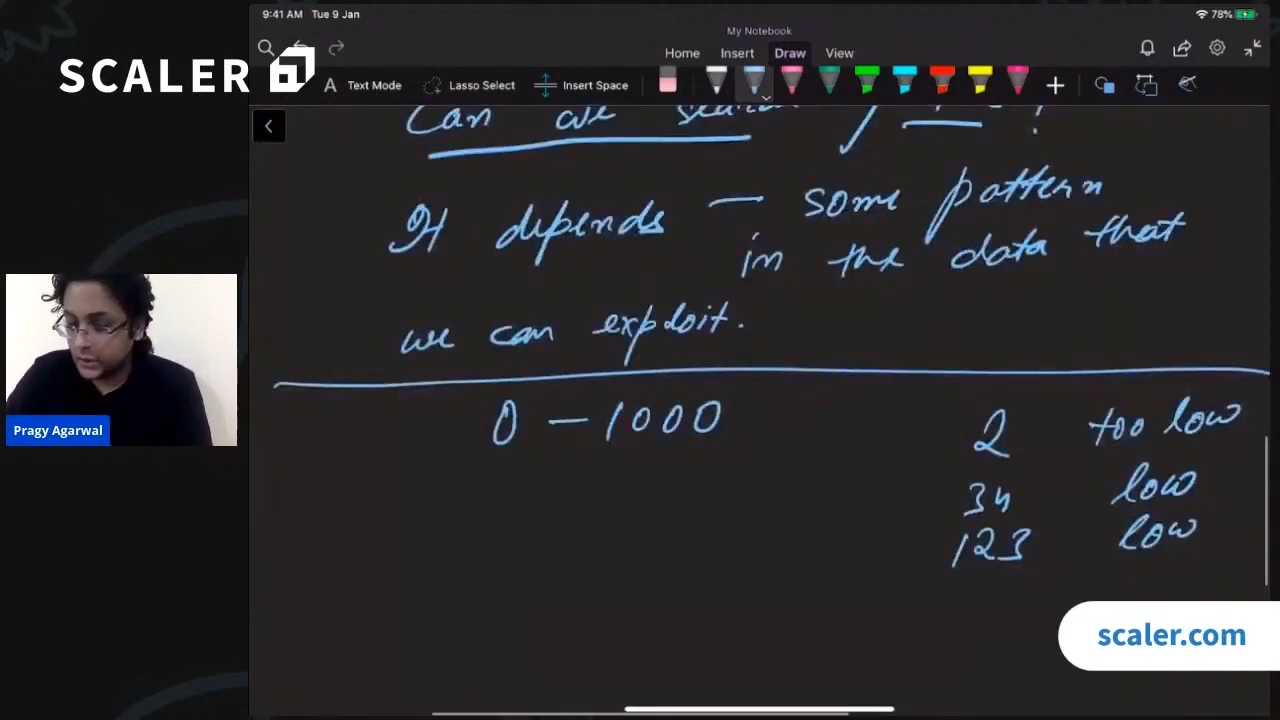 9:41 AM Tue 9 Jan
78%
My Notebook
SCALER
Home Insert Draw View
A Text Mode Lasso Select Insert Space
Can we search
It depends — some pattern
in the data that
we can exploit.
0 — 1000
2 too low
34 low
123 low
Pragy Agarwal
scaler.com